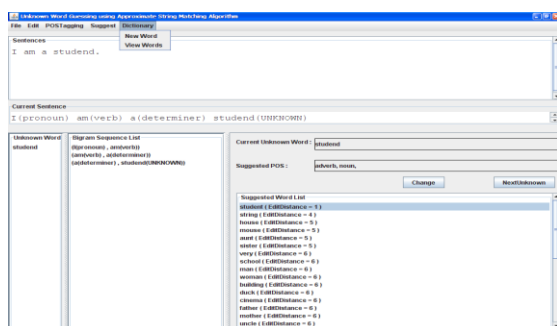 Unknown Word Guessing using Approximate String Matching Algorithm
File Edit POSTagging Suggest Dictionary
New Word
View Words
Sentences
I am a studend.
Current Sentence
I(pronoun) am(verb) a(determiner) studend(UNKNOWN)
Unknown Word
studend
Bigram Sequence List
(I(pronoun) , am(verb))
(am(verb) , a(determiner))
(a(determiner) , studend(UNKNOWN))
Current Unknown Word : studend
Suggested POS : adverb, noun,
Change NextUnknown
Suggested Word List
student ( EditDistance = 1 )
string ( EditDistance = 4 )
house ( EditDistance = 5 )
mouse ( EditDistance = 5 )
aunt ( EditDistance = 5 )
sister ( EditDistance = 5 )
very ( EditDistance = 6 )
school ( EditDistance = 6 )
man ( EditDistance = 6 )
woman ( EditDistance = 6 )
building ( EditDistance = 6 )
duck ( EditDistance = 6 )
cinema ( EditDistance = 6 )
father ( EditDistance = 6 )
mother ( EditDistance = 6 )
uncle ( EditDistance = 6 )